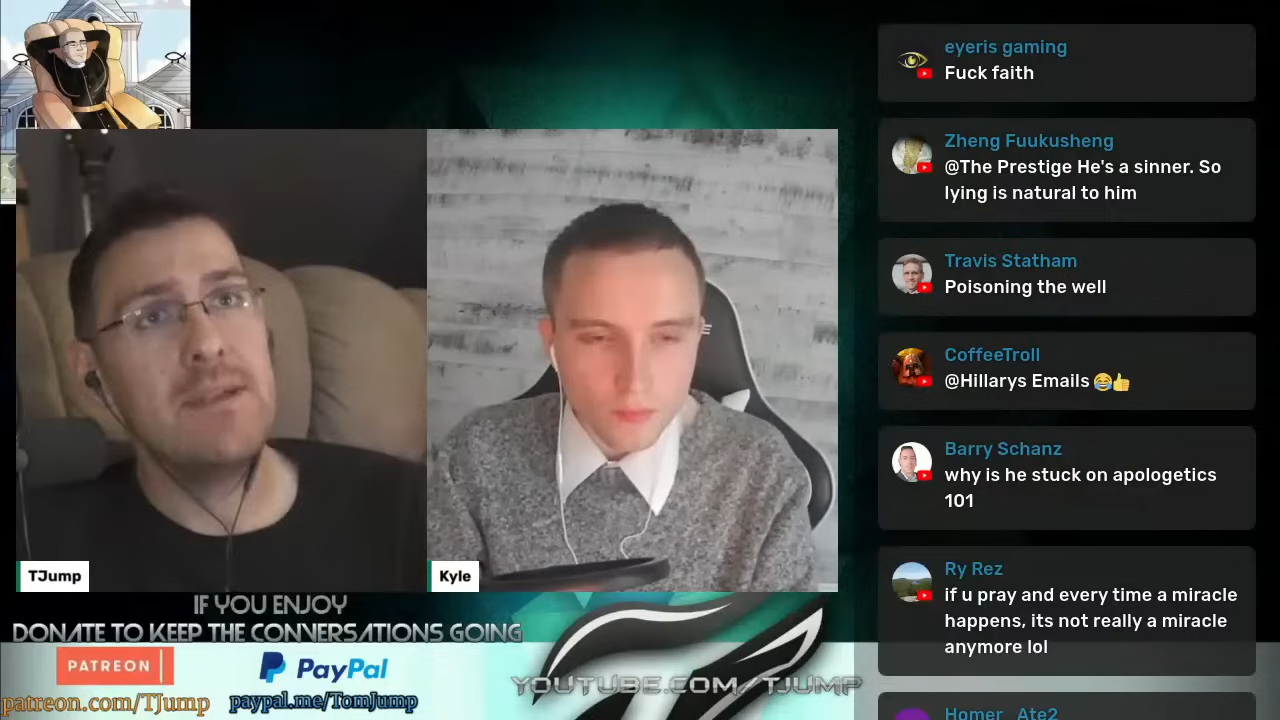 eyeris gaming
Fuck faith
Zheng Fuukusheng
@The Prestige He's a sinner. So
lying is natural to him
Travis Statham
Poisoning the well
CoffeeTroll
@Hillarys Emails 😂👍
Barry Schanz
why is he stuck on apologetics
101
Ry Rez
if u pray and every time a miracle
happens, its not really a miracle
anymore lol
Homer_Ate2
TJump
Kyle
IF YOU ENJOY
DONATE TO KEEP THE CONVERSATIONS GOING
PATREON
PayPal
patreon.com/TJump
paypal.me/TomJump
YOUTUBE.COM/TJUMP